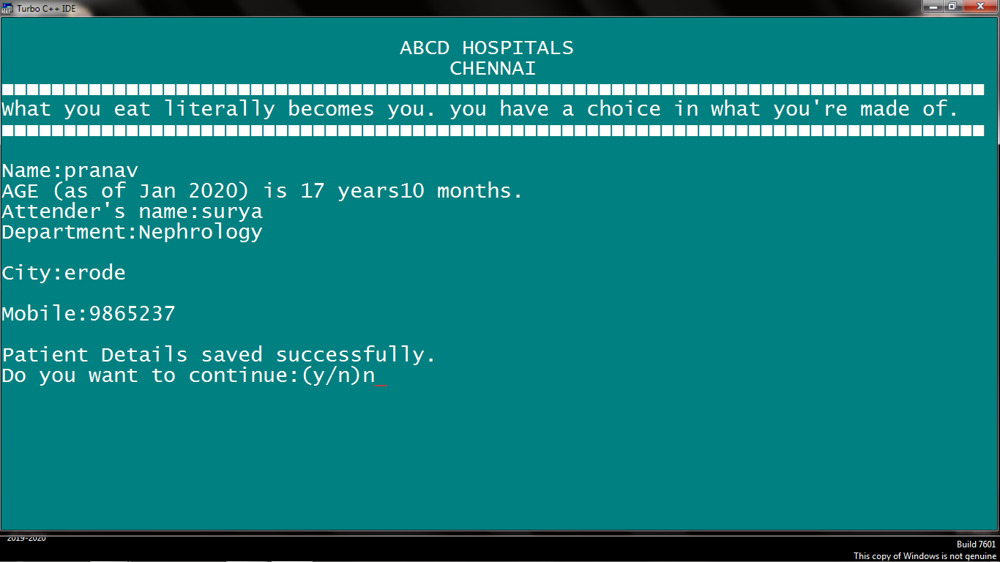 Turbo C++ IDE
ABCD HOSPITALS
CHENNAI
What you eat literally becomes you. you have a choice in what you're made of.
Name:pranav
AGE (as of Jan 2020) is 17 years10 months.
Attender's name:surya
Department:Nephrology
City:erode
Mobile:9865237
Patient Details saved successfully.
Do you want to continue:(y/n)n_
2019-2020
Build 7601
This copy of Windows is not genuine